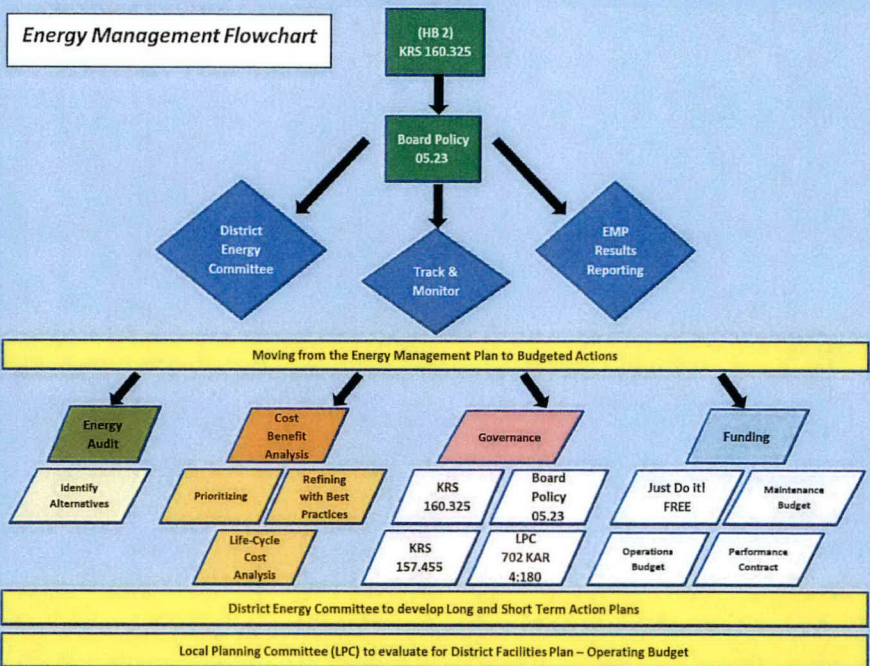 Energy Management Flowchart
(HB 2)
KRS 160.325
Board Policy
05.23
District
Energy
Committee
Track &
Monitor
EMP
Results
Reporting
Moving from the Energy Management Plan to Budgeted Actions
Energy
Audit
Cost
Benefit
Analysis
Governance
Funding
Identify
Alternatives
Prioritizing
Refining
with Best
Practices
KRS
160.325
Board
Policy
05.23
Just Do it!
FREE
Maintenance
Budget
Life-Cycle
Cost
Analysis
KRS
157.455
LPC
702 KAR
4:180
Operations
Budget
Performance
Contract
District Energy Committee to develop Long and Short Term Action Plans
Local Planning Committee (LPC) to evaluate for District Facilities Plan – Operating Budget